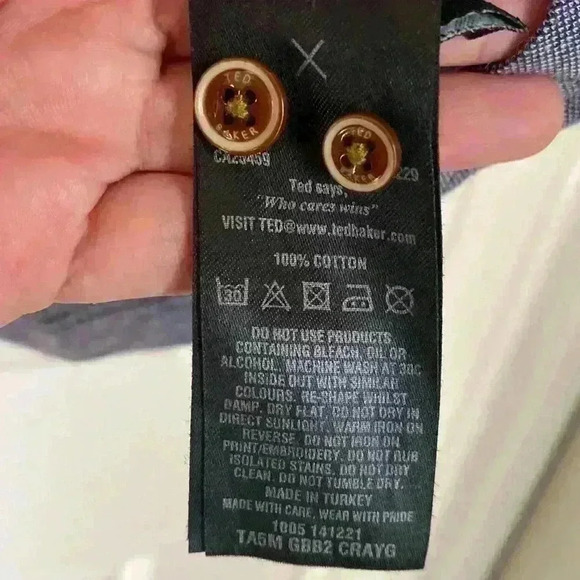 TED
BAKER
TED
BAKER
CA26459
229
Ted says,
"Who cares wins"
VISIT TED@www.tedbaker.com
100% COTTON
30
DO NOT USE PRODUCTS
CONTAINING BLEACH, OIL OR
ALCOHOL. MACHINE WASH AT 30C
INSIDE OUT WITH SIMILAR
COLOURS. RE-SHAPE WHILST
DAMP. DRY FLAT. DO NOT DRY IN
DIRECT SUNLIGHT. WARM IRON ON
REVERSE. DO NOT IRON ON
PRINT/EMBROIDERY. DO NOT RUB
ISOLATED STAINS. DO NOT DRY
CLEAN. DO NOT TUMBLE DRY.
MADE IN TURKEY
MADE WITH CARE, WEAR WITH PRIDE
1005 141221
TA5M GBB2 CRAYG